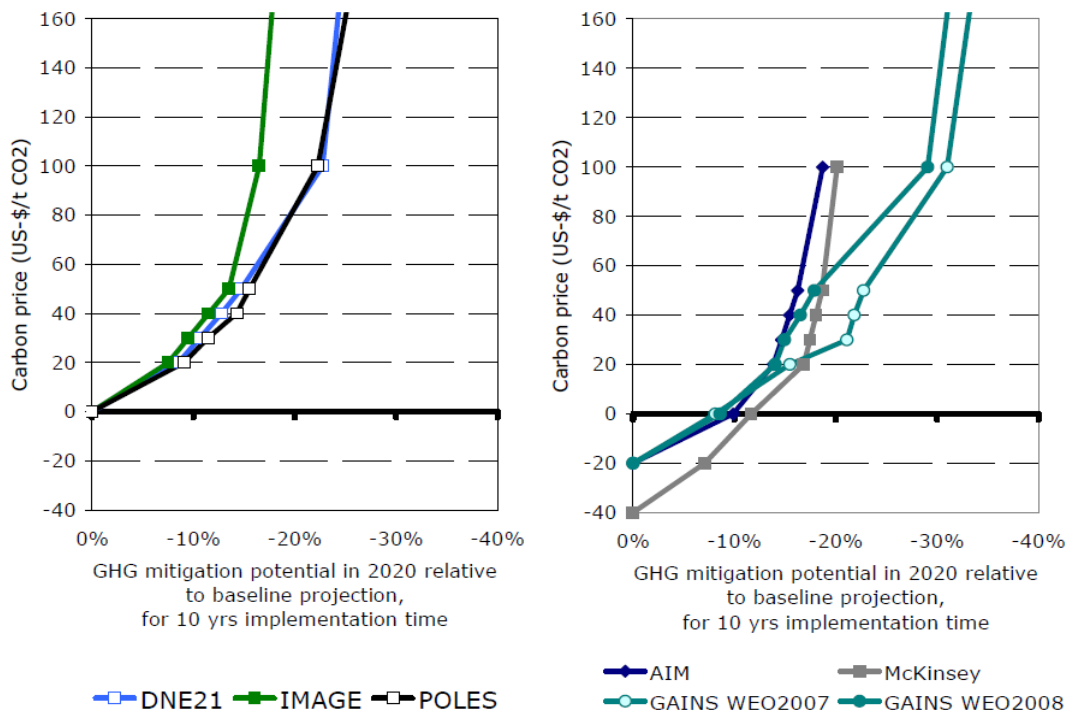 160
140
120
100
80
60
40
20
0
-20
-40
Carbon price (US-$/t CO2)
0% -10% -20% -30% -40%
GHG mitigation potential in 2020 relative
to baseline projection,
for 10 yrs implementation time
DNE21 IMAGE POLES
160
140
120
100
80
60
40
20
0
-20
-40
Carbon price (US-$/t CO2)
0% -10% -20% -30% -40%
GHG mitigation potential in 2020 relative
to baseline projection,
for 10 yrs implementation time
AIM McKinsey
GAINS WEO2007 GAINS WEO2008